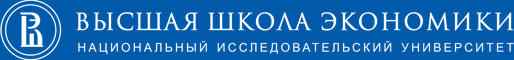 ВЫСШАЯ ШКОЛА ЭКОНОМИКИ
НАЦИОНАЛЬНЫЙ ИССЛЕДОВАТЕЛЬСКИЙ УНИВЕРСИТЕТ